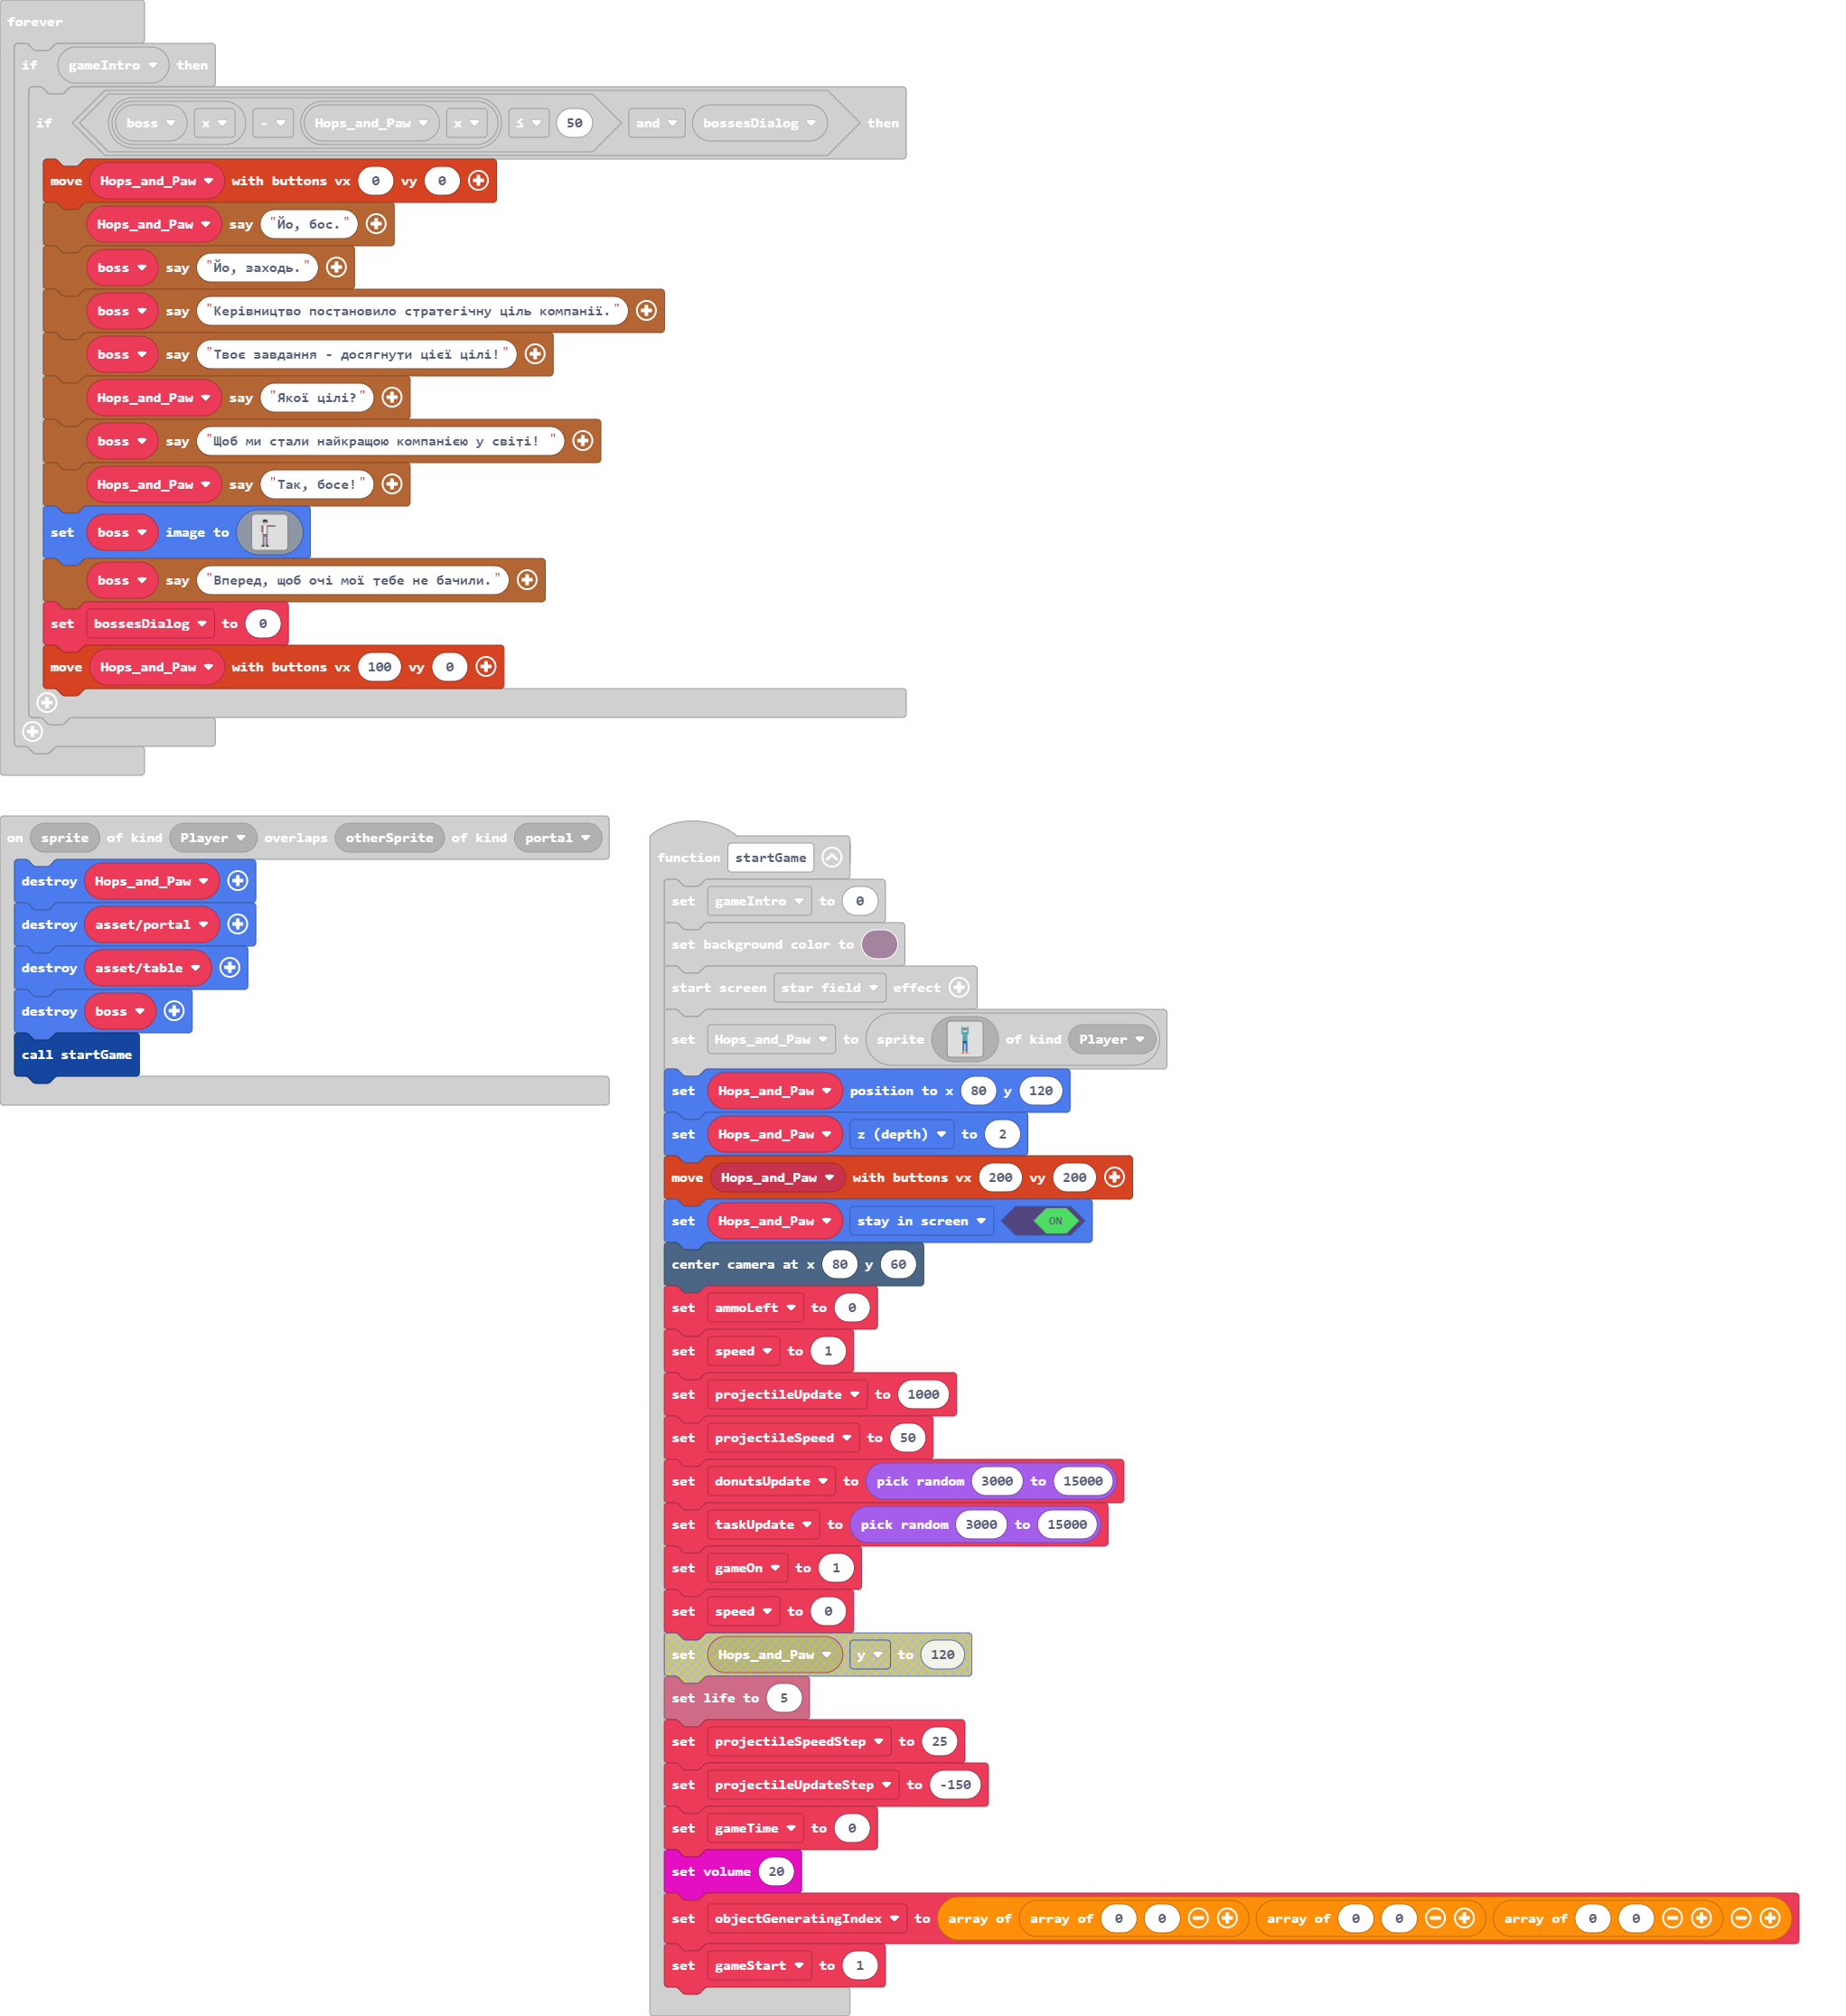 forever
if gameIntro then
if boss x - Hops_and_Paw x ≤ 50 and bossesDialog then
move Hops_and_Paw with buttons vx 0 vy 0
Hops_and_Paw say "Йо, бос."
boss say "Йо, заходь."
boss say "Керівництво постановило стратегічну ціль компанії."
boss say "Твоє завдання - досягнути цієї цілі!"
Hops_and_Paw say "Якої цілі?"
boss say "Щоб ми стали найкращою компанією у світі! "
Hops_and_Paw say "Так, босе!"
set boss image to
boss say "Вперед, щоб очі мої тебе не бачили."
set bossesDialog to 0
move Hops_and_Paw with buttons vx 100 vy 0
on sprite of kind Player overlaps otherSprite of kind portal
destroy Hops_and_Paw
destroy asset/portal
destroy asset/table
destroy boss
call startGame
function startGame
set gameIntro to 0
set background color to
start screen star field effect
set Hops_and_Paw to sprite of kind Player
set Hops_and_Paw position to x 80 y 120
set Hops_and_Paw z (depth) to 2
move Hops_and_Paw with buttons vx 200 vy 200
set Hops_and_Paw stay in screen ON
center camera at x 80 y 60
set ammoLeft to 0
set speed to 1
set projectileUpdate to 1000
set projectileSpeed to 50
set donutsUpdate to pick random 3000 to 15000
set taskUpdate to pick random 3000 to 15000
set gameOn to 1
set speed to 0
set Hops_and_Paw y to 120
set life to 5
set projectileSpeedStep to 25
set projectileUpdateStep to -150
set gameTime to 0
set volume 20
set objectGeneratingIndex to array of array of 0 0 array of 0 0 array of 0 0
set gameStart to 1